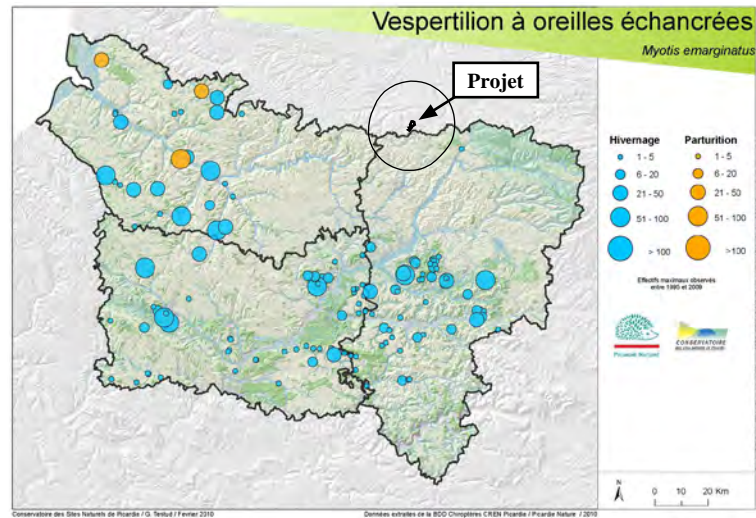 Vespertilion à oreilles échancrées
Myotis emarginatus
Projet
Hivernage
Parturition
1 - 5
1 - 5
6 - 20
6 - 20
21 - 50
21 - 50
51 - 100
51 - 100
> 100
>100
Effectifs maximaux observés
entre 1995 et 2009
Picardie Nature
CONSERVATOIRE
N
0 10 20 Km
Conservatoire des Sites Naturels de Picardie / G. Testud / Fevrier 2010
Données extraites de la BDD Chiroptères CREN Picardie / Picardie Nature / 2010